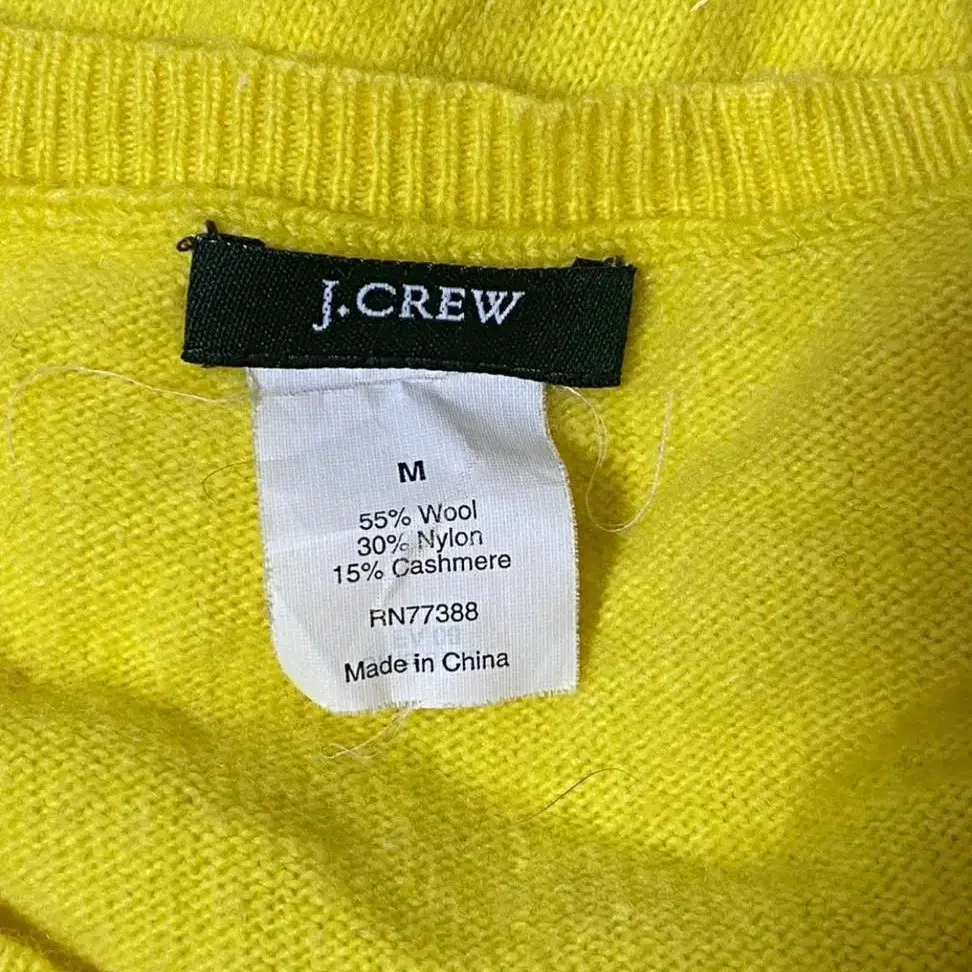 J.CREW
M
55% Wool
30% Nylon
15% Cashmere
RN77388
Made in China